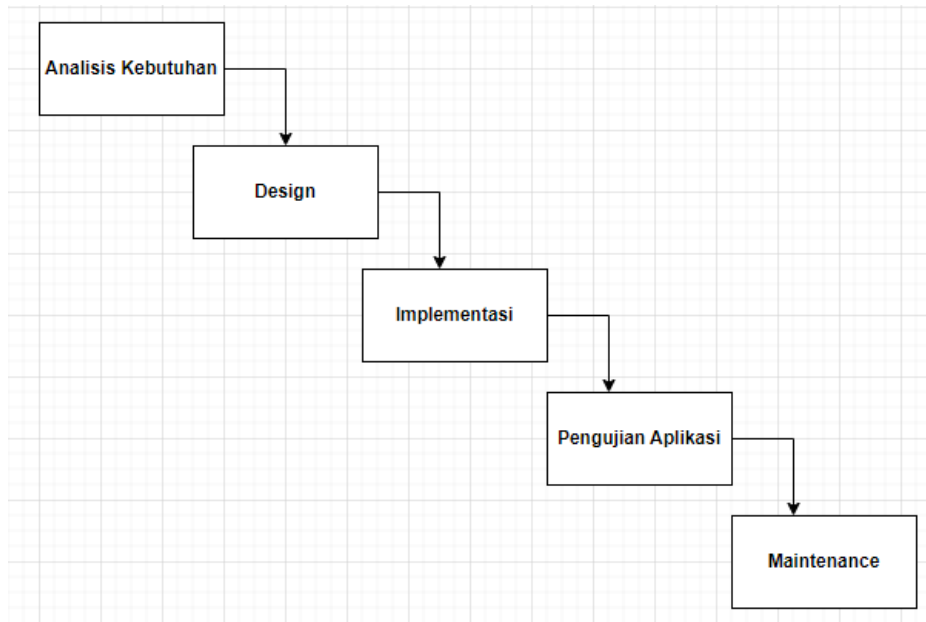 Analisis Kebutuhan
Design
Implementasi
Pengujian Aplikasi
Maintenance